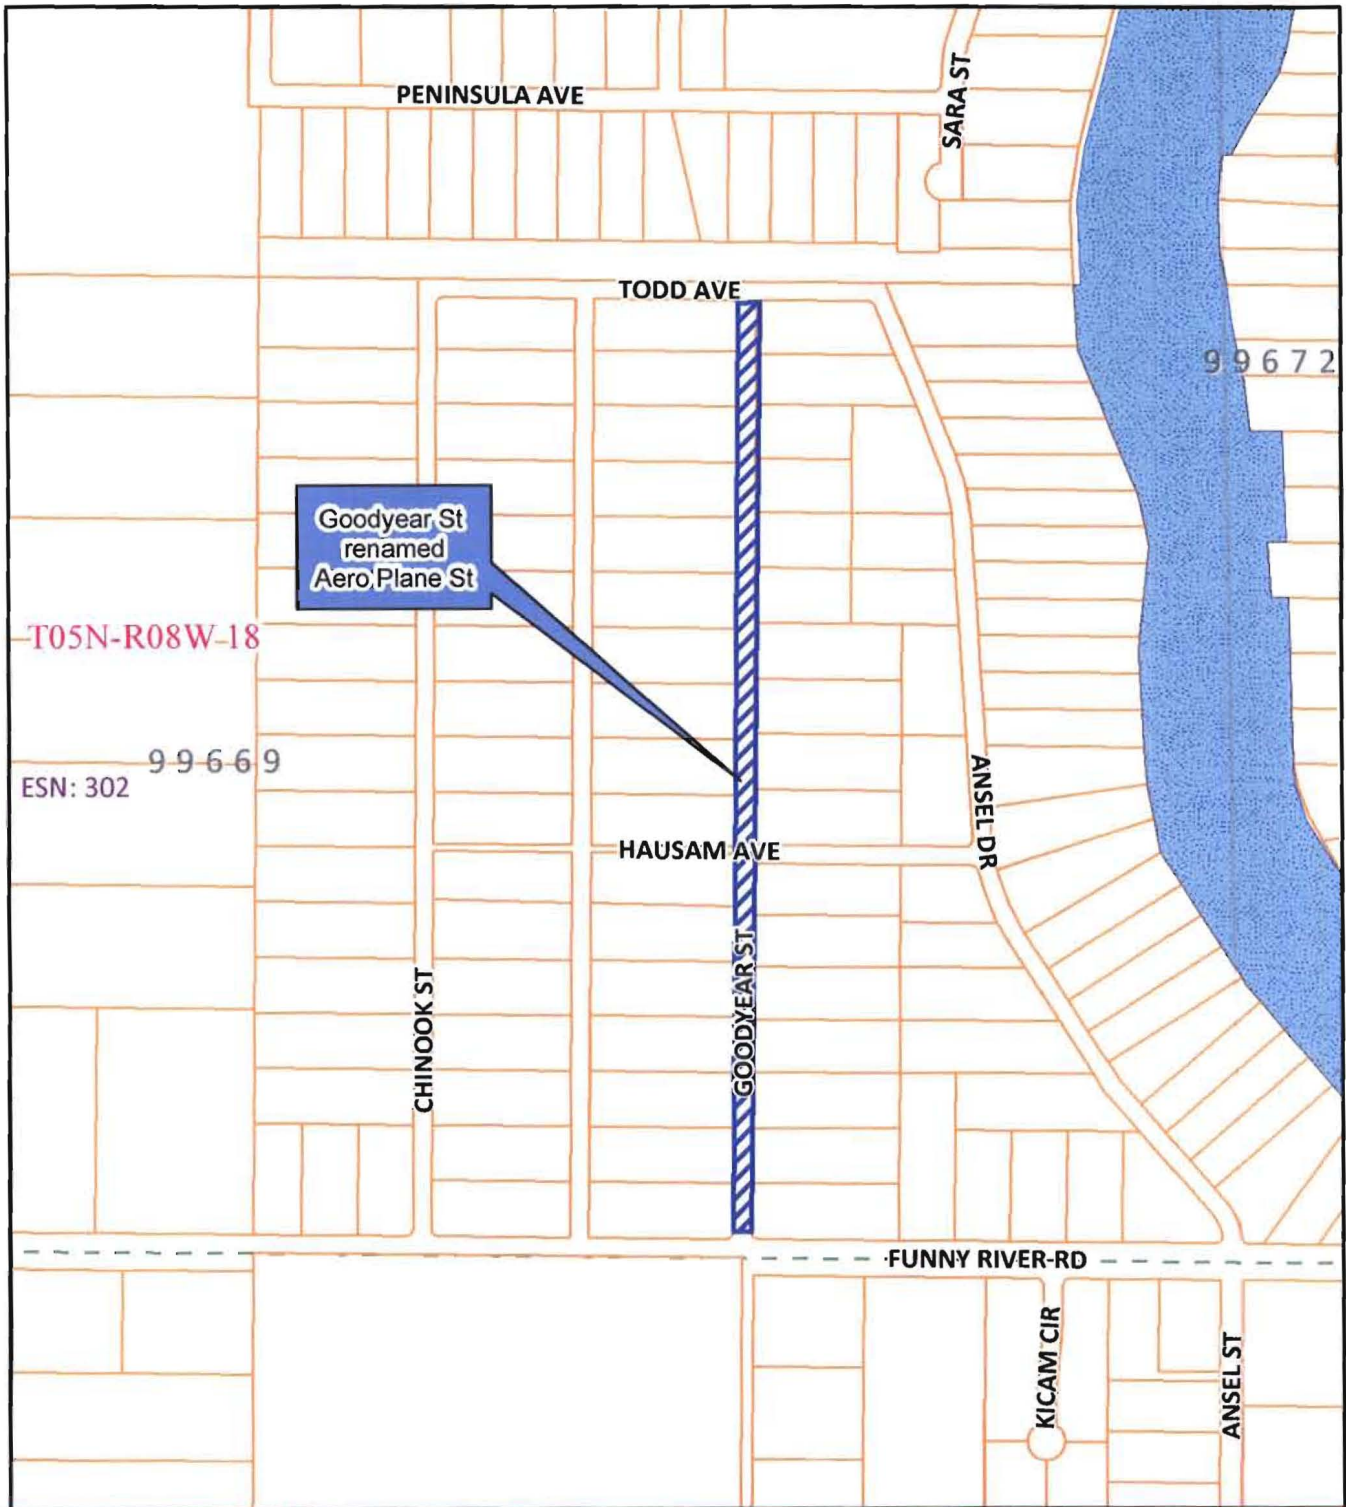 PENINSULA AVE
SARA ST
TODD AVE
99672
Goodyear St
renamed
Aero Plane St
T05N-R08W-18
99669
ESN: 302
ANSEL DR
HAUSAM AVE
GOODYEAR ST
CHINOOK ST
FUNNY RIVER RD
KICAM CIR
ANSEL ST